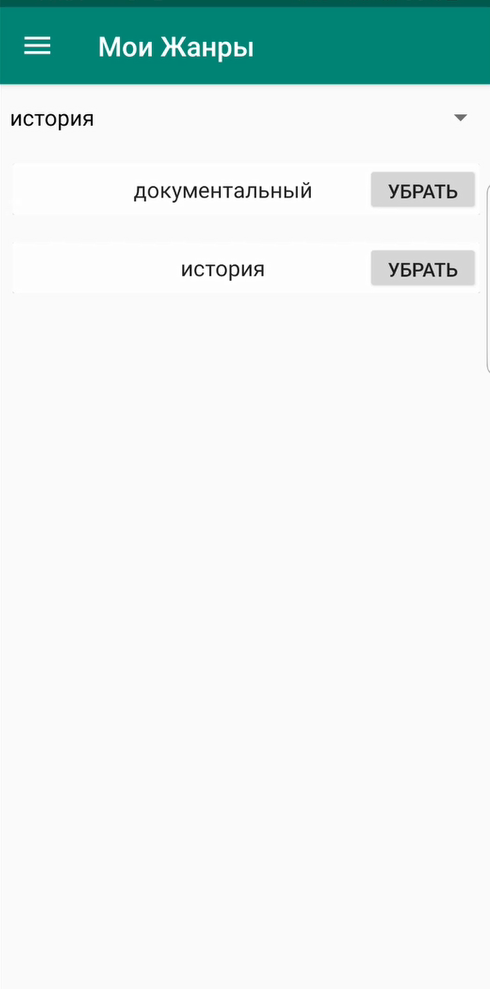 Мои Жанры
история
документальный УБРАТЬ
история УБРАТЬ